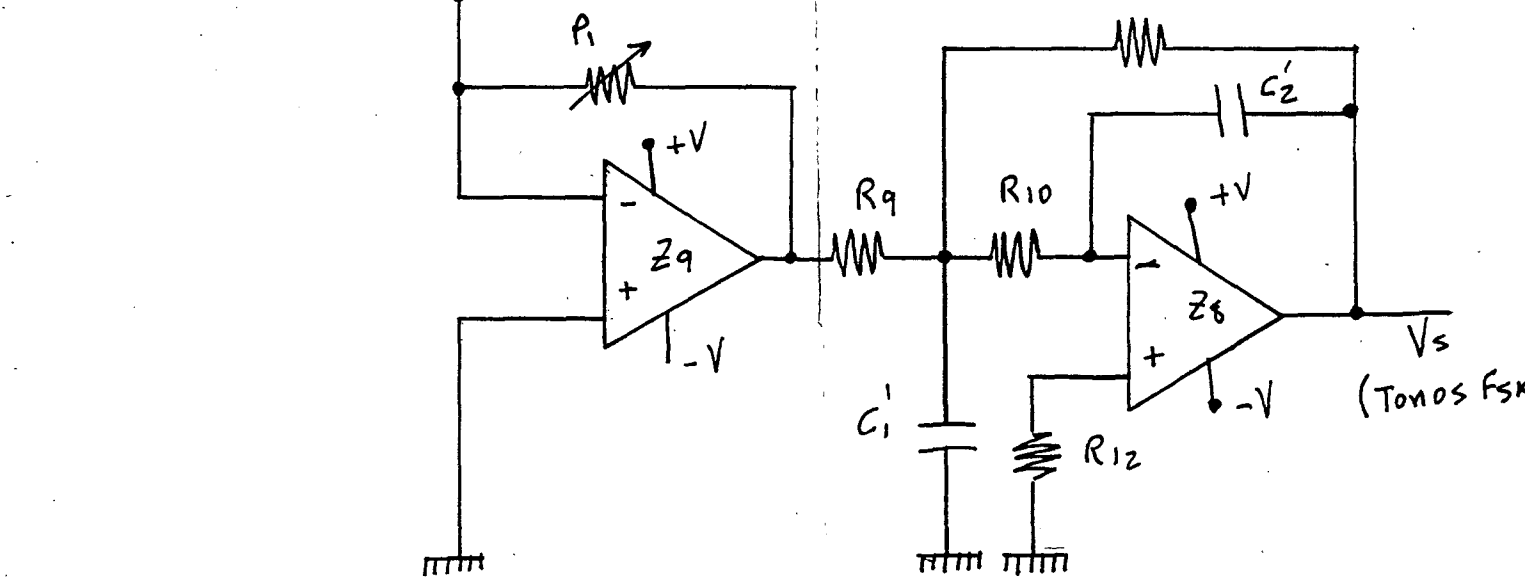 P1
C2'
+V
+V
R9
R10
-
-
Z9
+
Z8
+
-V
Vs
-V
(Tonos FSK
C1'
R12